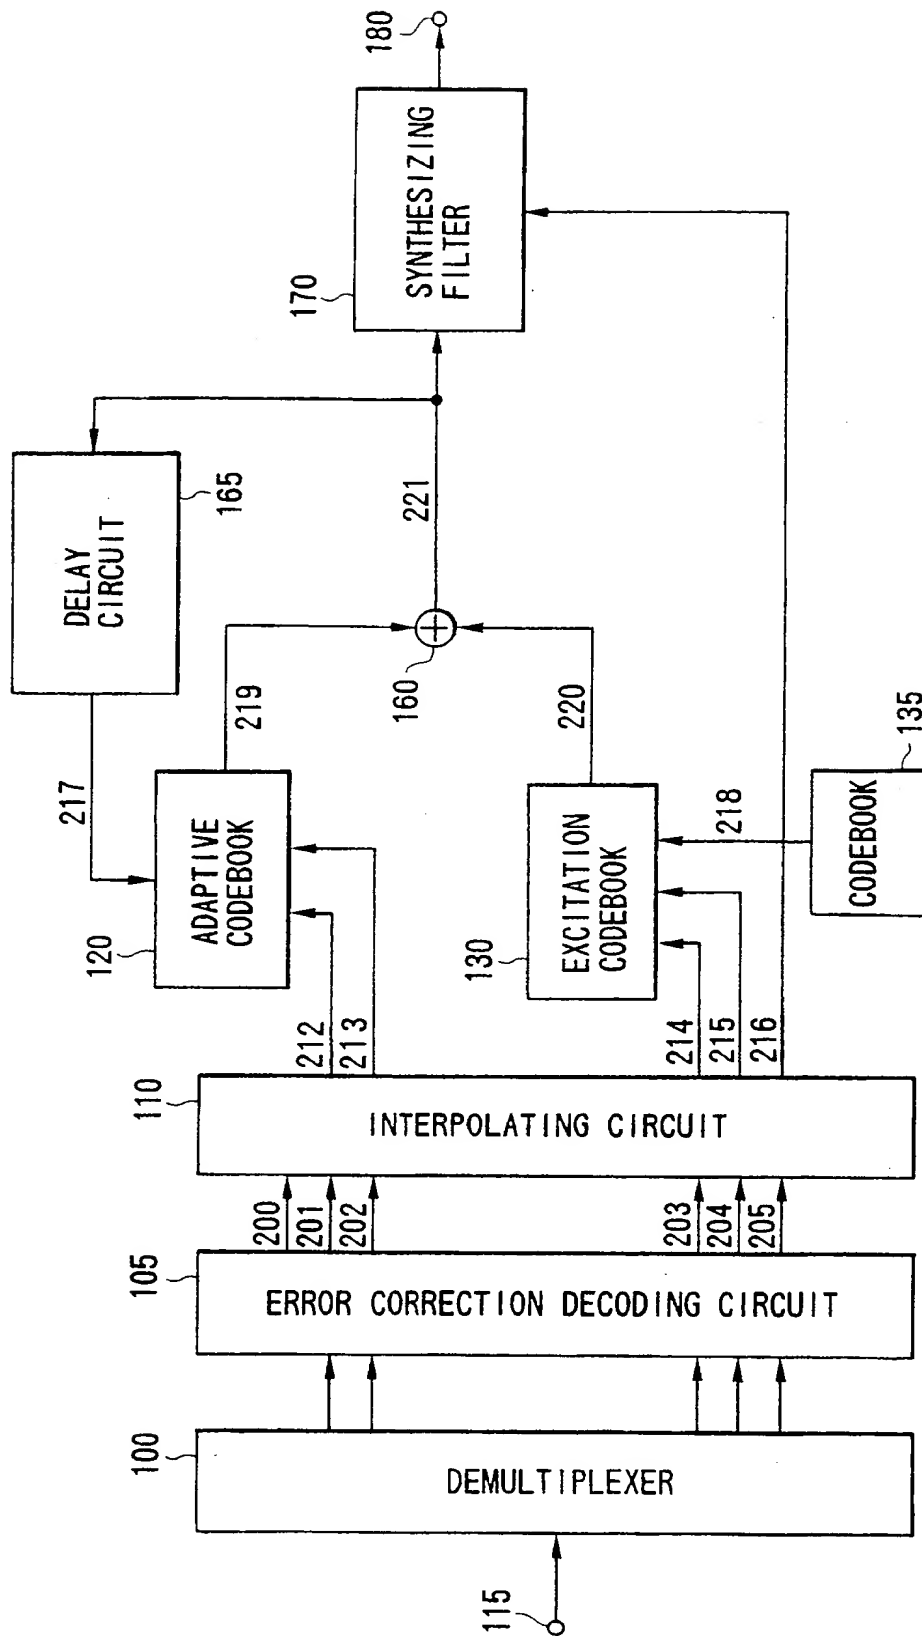 115
100
DEMULTIPLEXER
105
ERROR CORRECTION DECODING CIRCUIT
200
201
202
203
204
205
110
INTERPOLATING CIRCUIT
212
213
214
215
216
120
ADAPTIVE
CODEBOOK
217
219
130
EXCITATION
CODEBOOK
218
220
CODEBOOK
135
DELAY
CIRCUIT
165
160
221
170
SYNTHESIZING
FILTER
180